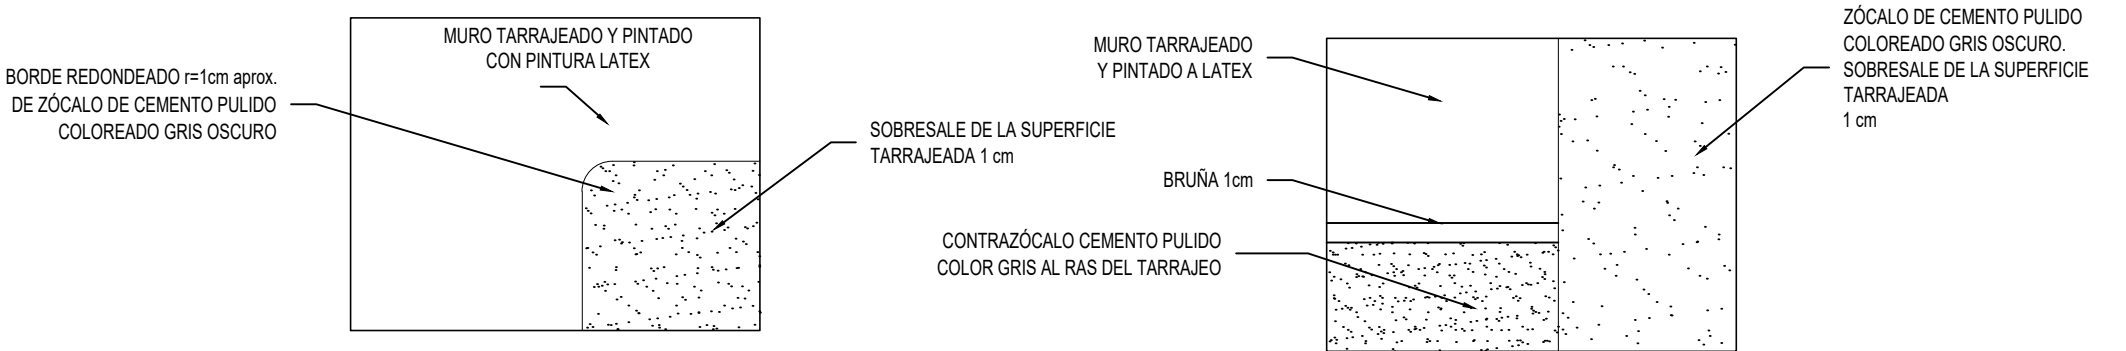 MURO TARRAJEADO Y PINTADO
CON PINTURA LATEX
BORDE REDONDEADO r=1cm aprox.
DE ZÓCALO DE CEMENTO PULIDO
COLOREADO GRIS OSCURO
SOBRESALE DE LA SUPERFICIE
TARRAJEADA 1 cm
MURO TARRAJEADO
Y PINTADO A LATEX
BRUÑA 1cm
CONTRAZÓCALO CEMENTO PULIDO
COLOR GRIS AL RAS DEL TARRAJEO
ZÓCALO DE CEMENTO PULIDO
COLOREADO GRIS OSCURO.
SOBRESALE DE LA SUPERFICIE
TARRAJEADA
1 cm